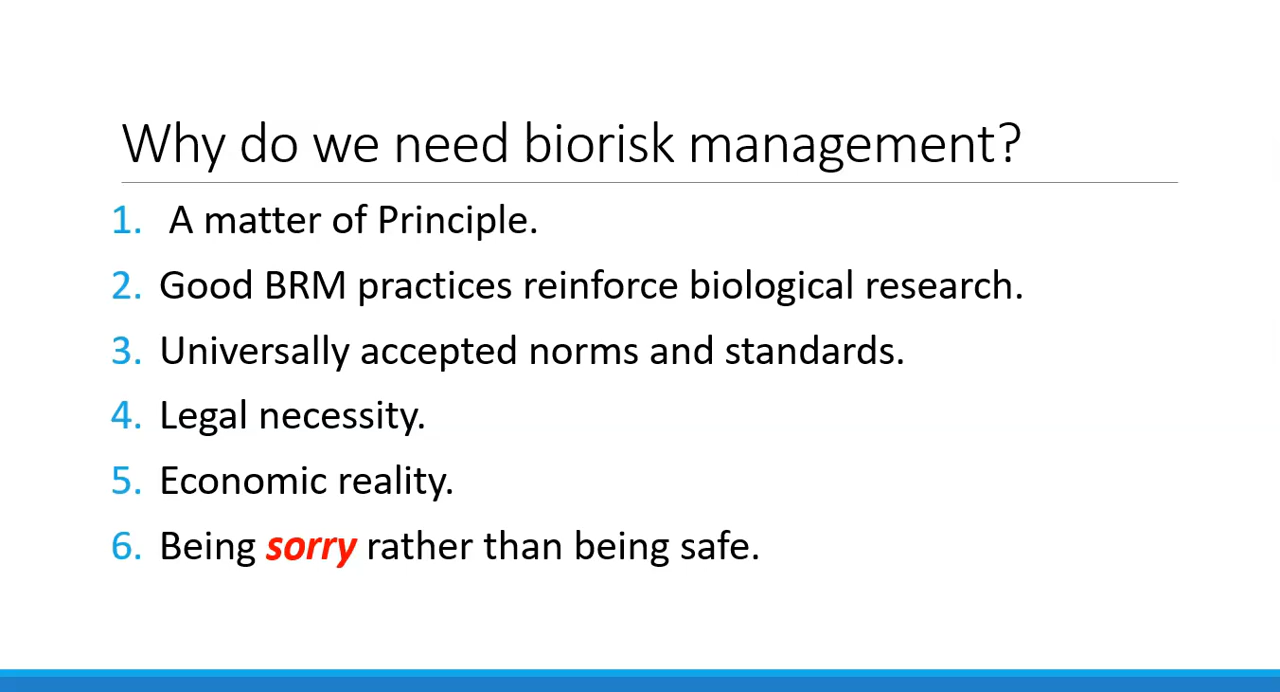 Why do we need biorisk management?
1. A matter of Principle.
2. Good BRM practices reinforce biological research.
3. Universally accepted norms and standards.
4. Legal necessity.
5. Economic reality.
6. Being sorry rather than being safe.